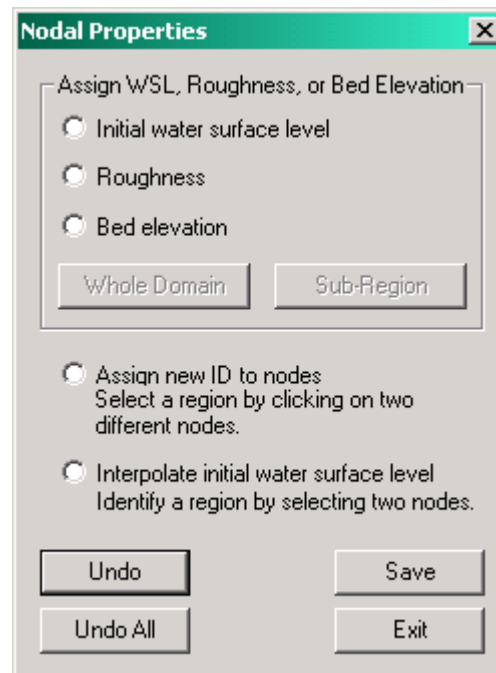 Nodal Properties
Assign WSL, Roughness, or Bed Elevation
Initial water surface level
Roughness
Bed elevation
Whole Domain
Sub-Region
Assign new ID to nodes
Select a region by clicking on two
different nodes.
Interpolate initial water surface level
Identify a region by selecting two nodes.
Undo
Save
Undo All
Exit